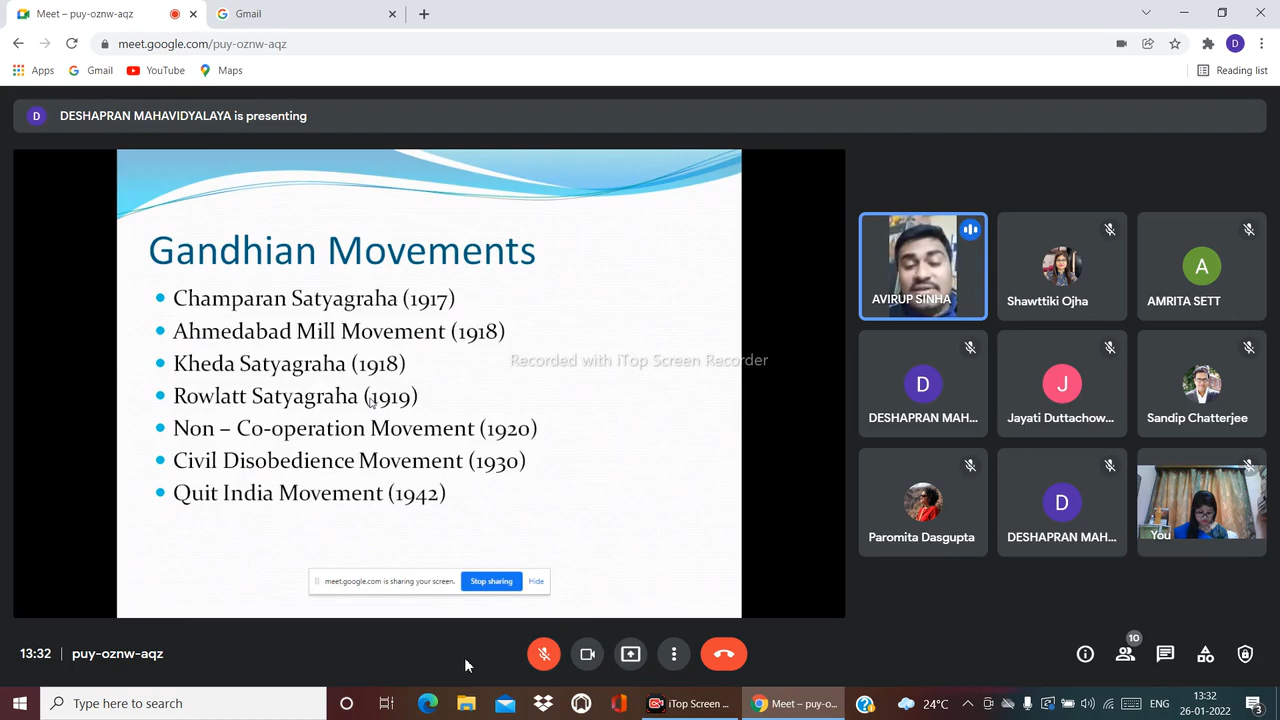 Meet – puy-oznw-aqz
Gmail
meet.google.com/puy-oznw-aqz
D
Apps
Gmail
YouTube
Maps
Reading list
D
DESHAPRAN MAHAVIDYALAYA is presenting
Gandhian Movements
Champaran Satyagraha (1917)
Ahmedabad Mill Movement (1918)
Kheda Satyagraha (1918)
Rowlatt Satyagraha (1919)
Non – Co-operation Movement (1920)
Civil Disobedience Movement (1930)
Quit India Movement (1942)
Recorded with iTop Screen Recorder
meet.google.com is sharing your screen.
Stop sharing
Hide
AVIRUP SINHA
Shawttiki Ojha
A
AMRITA SETT
D
DESHAPRAN MAH...
J
Jayati Duttachow...
Sandip Chatterjee
Paromita Dasgupta
D
DESHAPRAN MAH...
You
13:32
puy-oznw-aqz
10
Type here to search
iTop Screen ...
Meet – puy-o...
24°C
ENG
13:32
26-01-2022
3